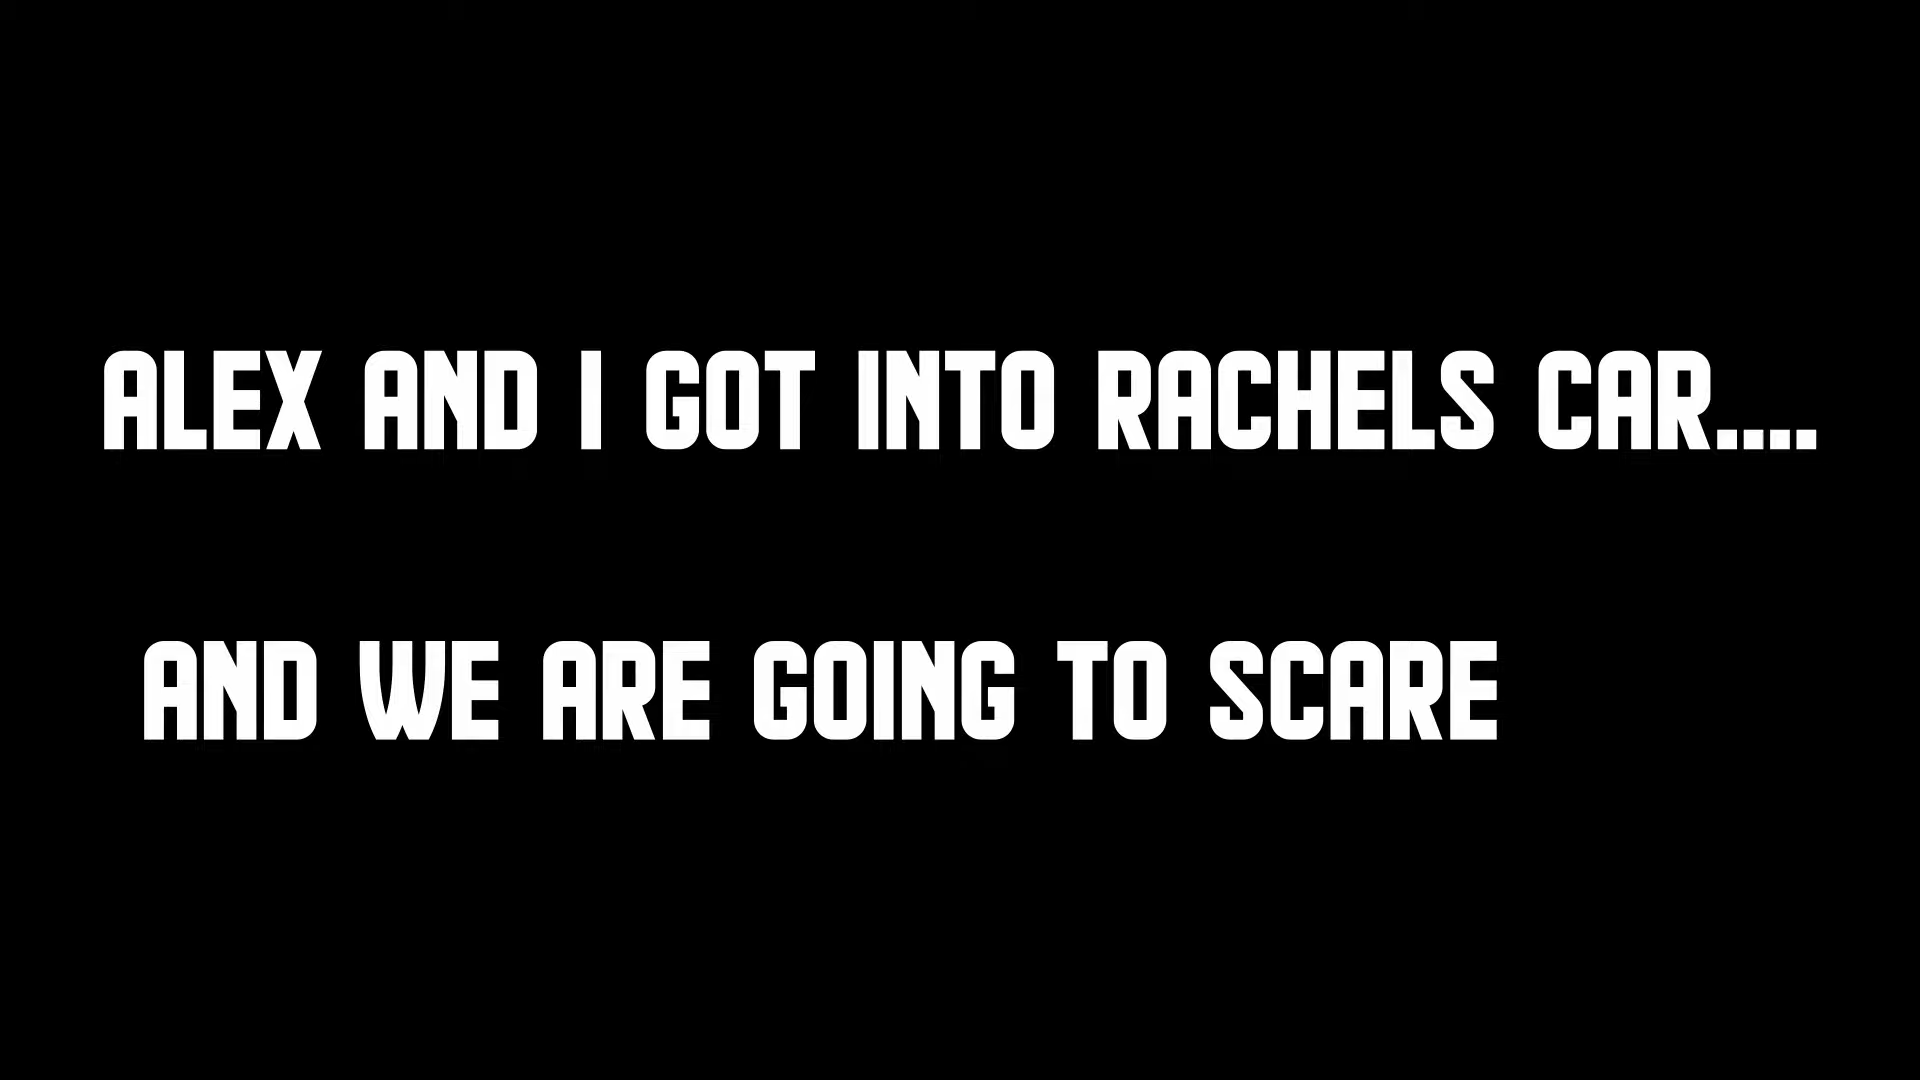 ALEX AND I GOT INTO RACHELS CAR....
AND WE ARE GOING TO SCARE